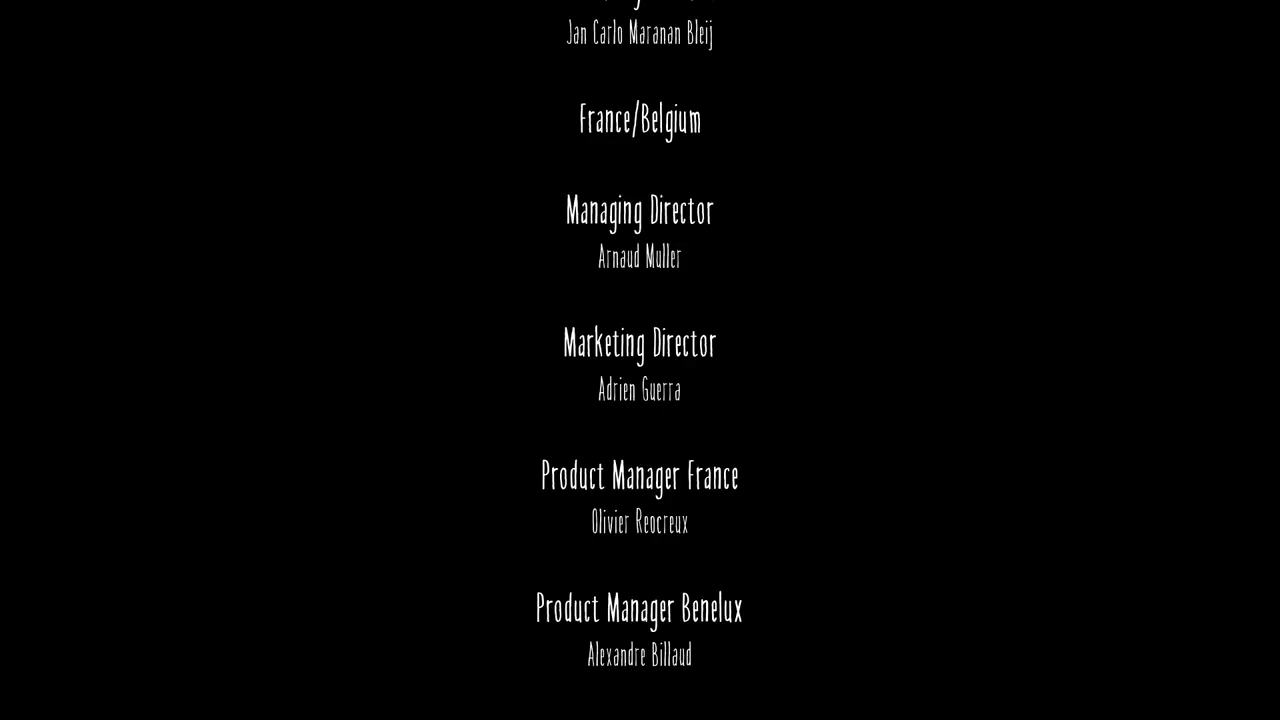 Jan Carlo Maranan Bleij
France/Belgium
Managing Director
Arnaud Muller
Marketing Director
Adrien Guerra
Product Manager France
Olivier Reocreux
Product Manager Benelux
Alexandre Billaud